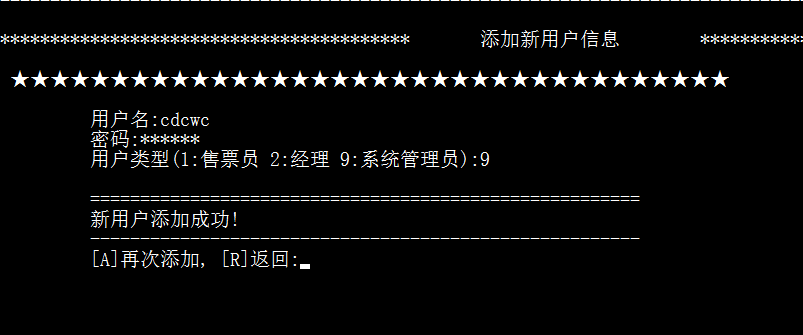 ***************************************** 添加新用户信息 ***********
★★★★★★★★★★★★★★★★★★★★★★★★★★★★★★★★★★★★
用户名:cdcwc
密码:******
用户类型(1:售票员 2:经理 9:系统管理员):9
=======================================================
新用户添加成功!
-------------------------------------------------------
[A]再次添加, [R]返回: